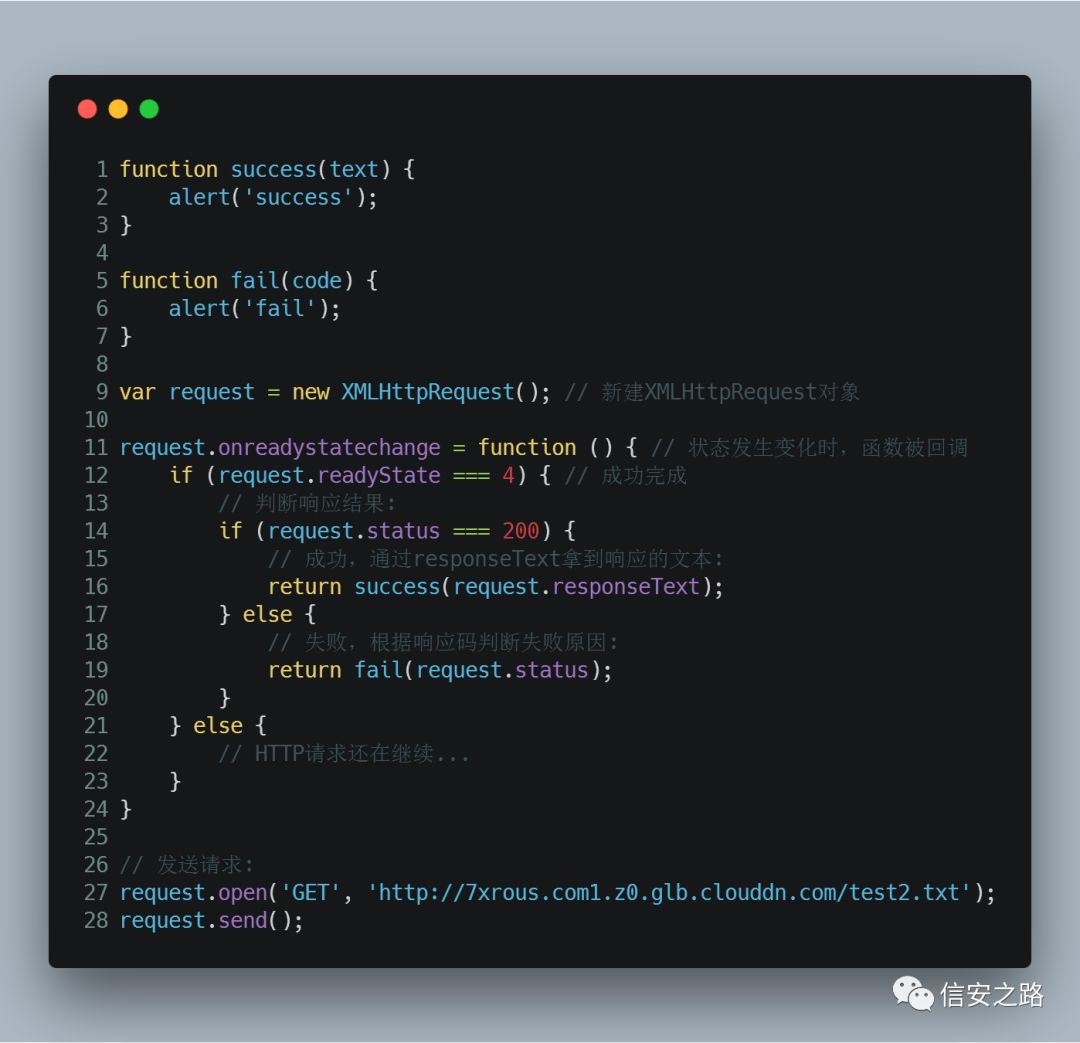 1 function success(text) {
2     alert('success');
3 }
4
5 function fail(code) {
6     alert('fail');
7 }
8
9 var request = new XMLHttpRequest(); // 新建XMLHttpRequest对象
10
11 request.onreadystatechange = function () { // 状态发生变化时，函数被回调
12     if (request.readyState === 4) { // 成功完成
13         // 判断响应结果:
14         if (request.status === 200) {
15             // 成功，通过responseText拿到响应的文本:
16             return success(request.responseText);
17         } else {
18             // 失败，根据响应码判断失败原因:
19             return fail(request.status);
20         }
21     } else {
22         // HTTP请求还在继续...
23     }
24 }
25
26 // 发送请求:
27 request.open('GET', 'http://7xrous.com1.z0.glb.clouddn.com/test2.txt');
28 request.send();
信安之路